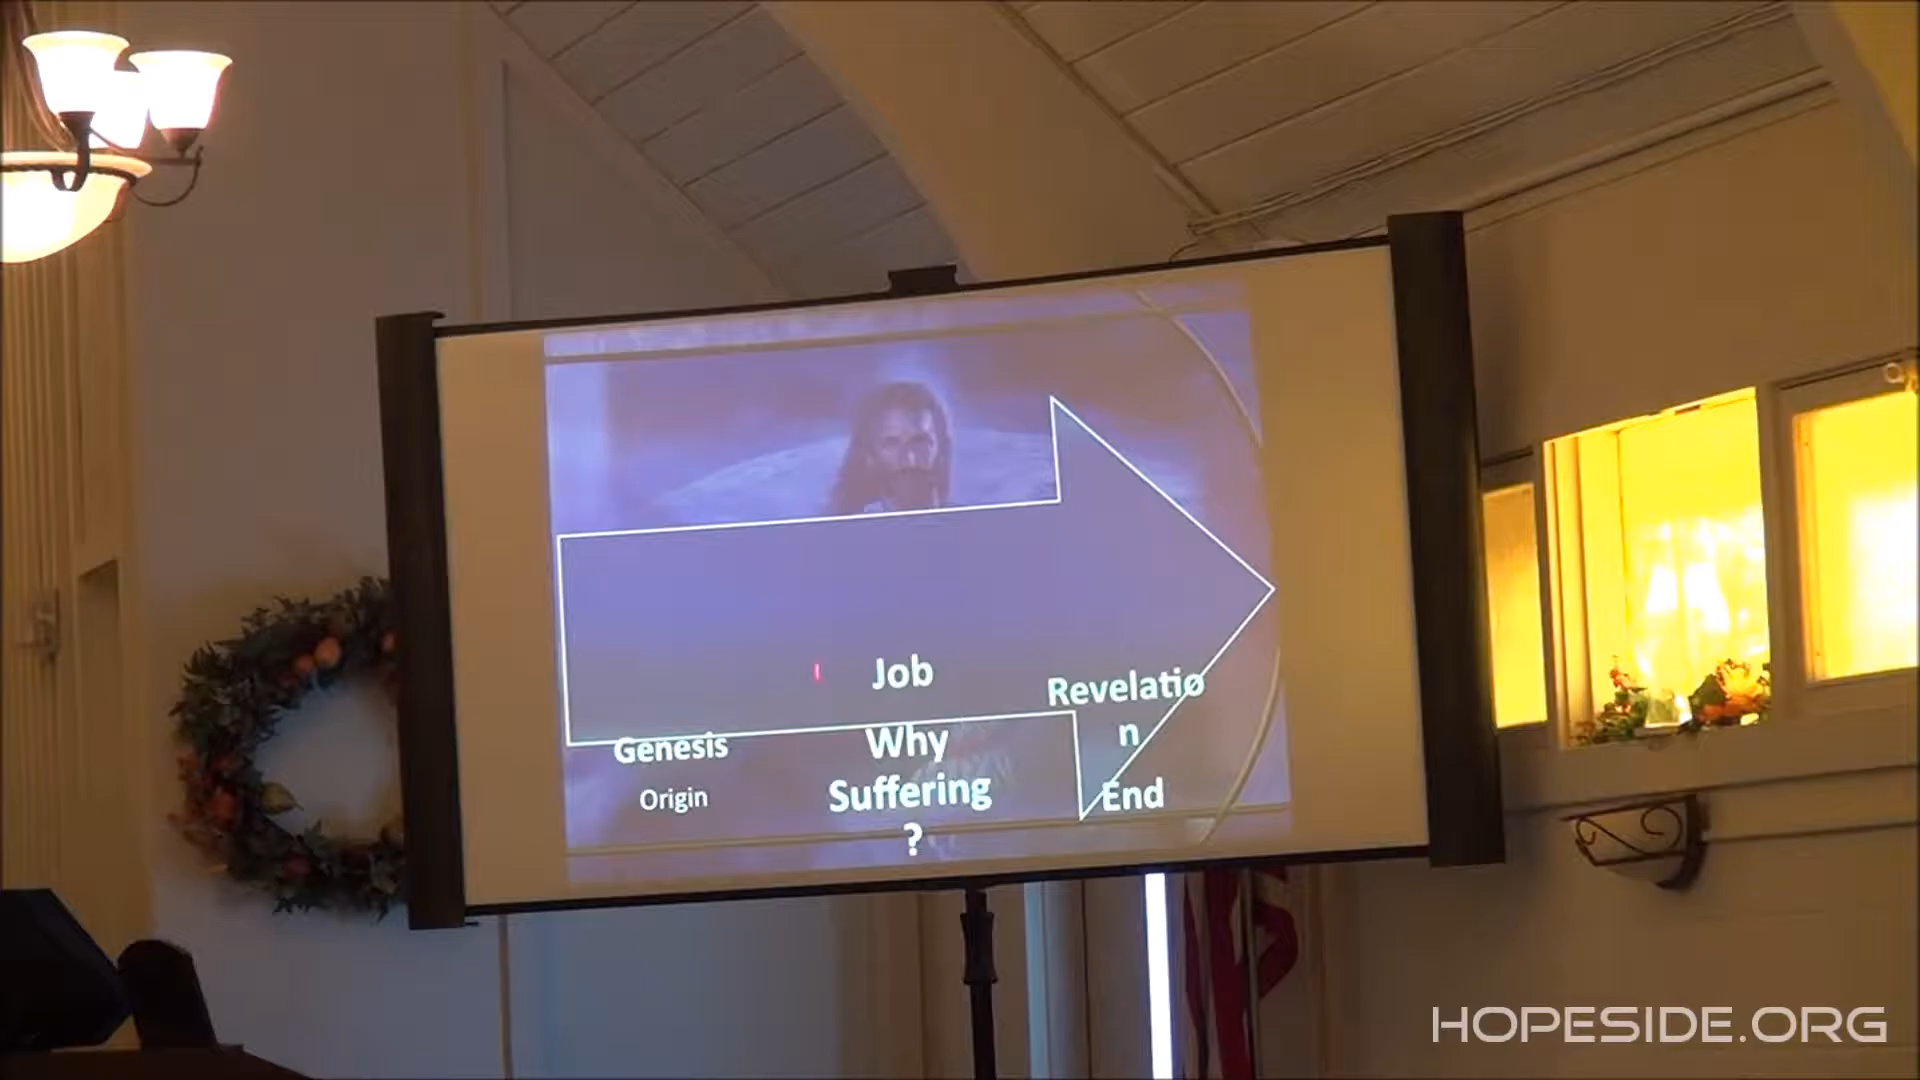 Genesis
Origin
Job
Why
Suffering
?
Revelatio
n
End
HOPESIDE.ORG